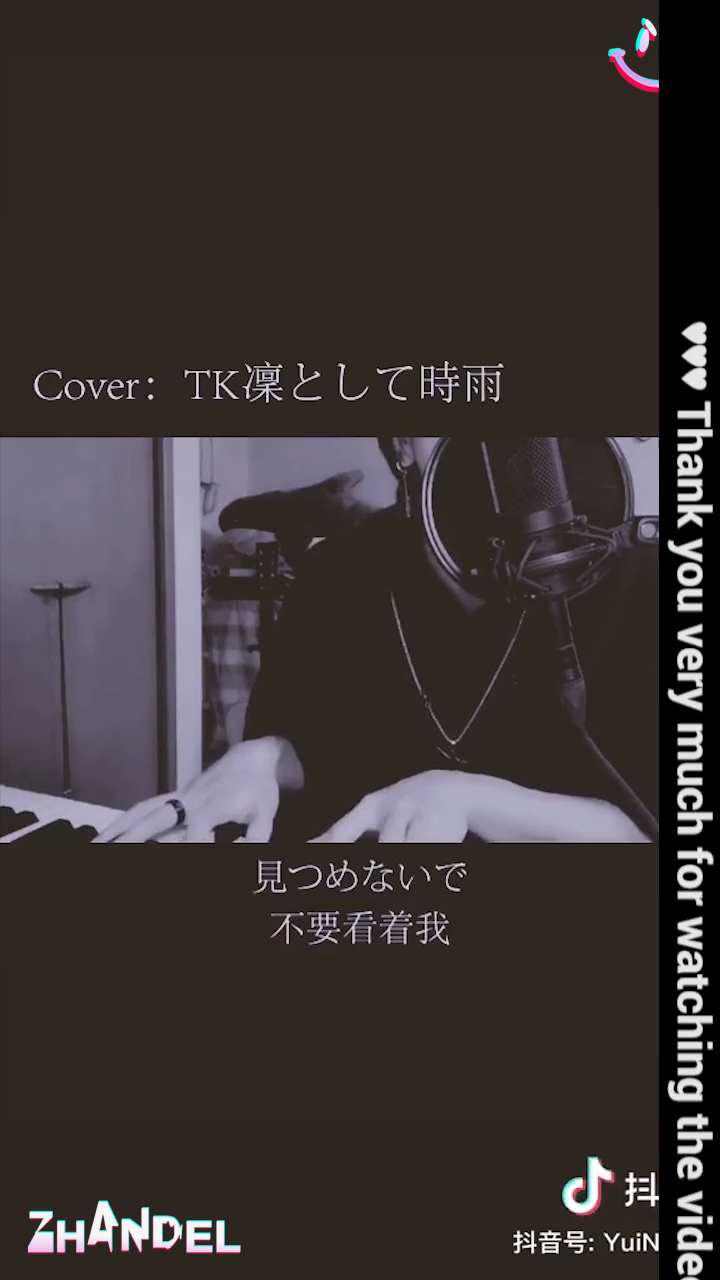 Cover：TK凜として時雨
見つめないで
不要看着我
ZHANDEL
抖
抖音号: YuiN
♥♥♥ Thank you very much for watching the vide